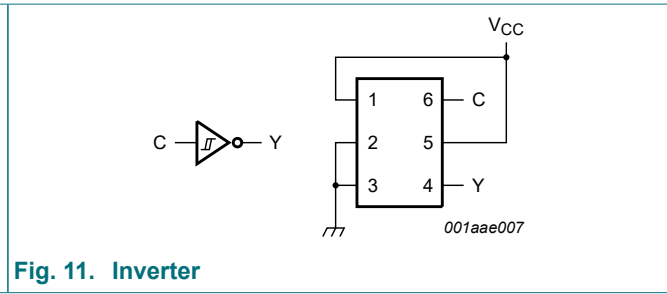 VCC
1 6 C
C Y 2 5
3 4 Y
001aae007
Fig. 11. Inverter